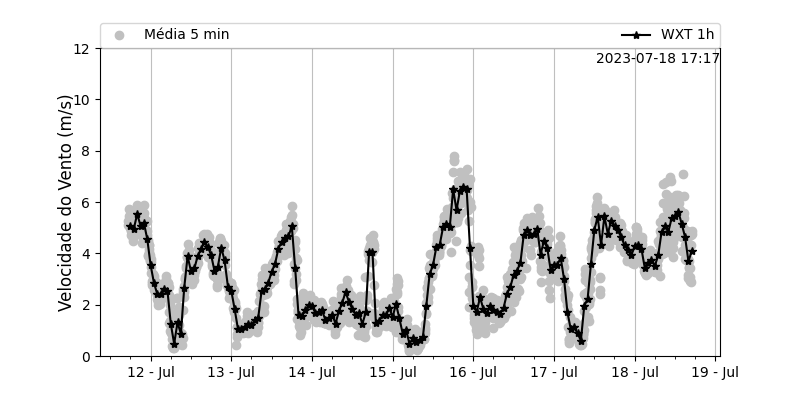 Média 5 min
WXT 1h
2023-07-18 17:17
Velocidade do Vento (m/s)
12
10
8
6
4
2
0
12 - Jul
13 - Jul
14 - Jul
15 - Jul
16 - Jul
17 - Jul
18 - Jul
19 - Jul